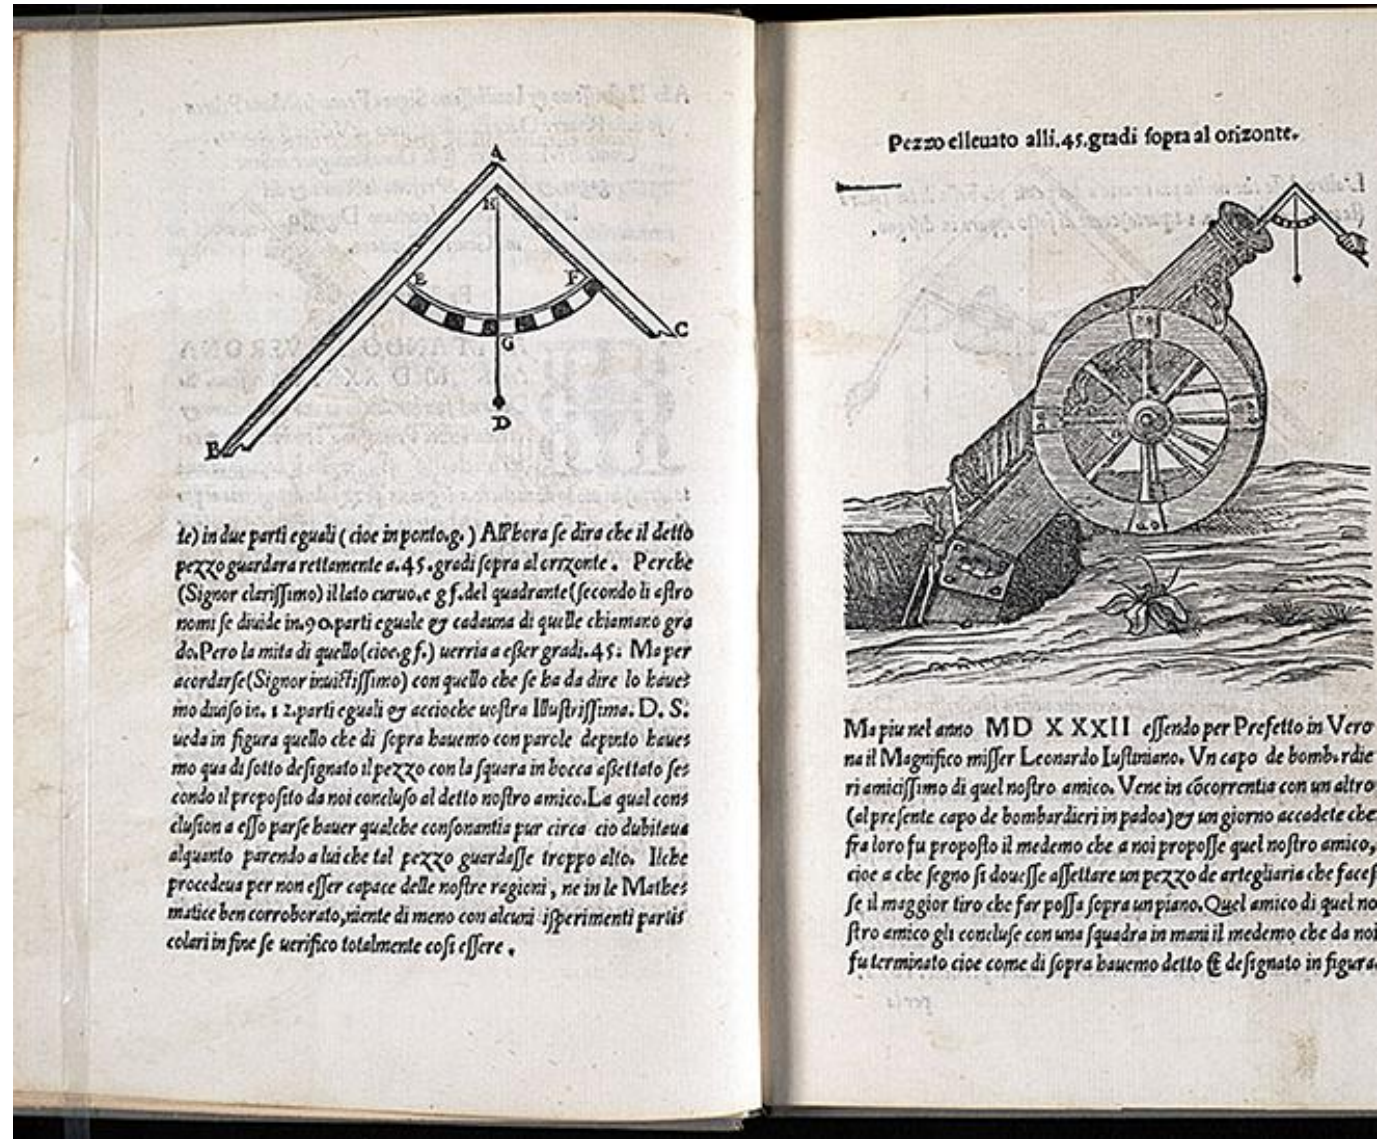 A
H
E
F
C
G
D
B
te) in due parti eguali (cioe in ponto.g.) Allhora se dira che il detto
pezzo guardara rettamente a.45.gradi sopra al orizonte. Perche
(Signor clarissimo) il lato curuo.e g f.del quadrante (secondo li astro
nomi se diuide in.90.parti eguale & cadauna di quelle chiamano gra
do.Pero la mita di quello(cioe.g f.) uerria a esser gradi.45. Ma per
acordarse(Signor inuictissimo) con quello che se ha da dire lo haues
mo diuiso in.12.parti eguali & accioche uostra Illustrissima. D. S.
ueda in figura quello che di sopra hauemo con parole depinto haues
mo qua di sotto designato il pezzo con la squara in bocca assettato ses
condo il proposito da noi concluso al detto nostro amico.La qual cons
clusion a esso parse hauer qualche consonantia pur circa cio dubitaua
alquanto parendo a lui che tal pezzo guardasse troppo alto. Ilche
procedeua per non esser capace delle nostre ragioni, ne in le Mathes
matice ben corroborato,niente di meno con alcuni isperimenti partis
colari in fine se uerifico totalmente cosi essere.
Pezzo elleuato alli.45.gradi sopra al orizonte.
Ma piu nel anno MD XXXII essendo per Prefetto in Vero
na il Magnifico misser Leonardo Iustiniano. Vn capo de bombardie
ri amicissimo di quel nostro amico. Vene in cõcorrentia con un altro
(al presente capo de bombardieri in padoa) & un giorno accadete che
fra loro fu proposto il medemo che a noi propose quel nostro amico,
cioe a che segno si douesse assettare un pezzo de artegliaria che faces
se il maggior tiro che far possa sopra un piano.Quel amico di quel no
stro amico gli concluse con una squadra in mani il medemo che da noi
fu terminato cioe come di sopra hauemo detto & designato in figura.